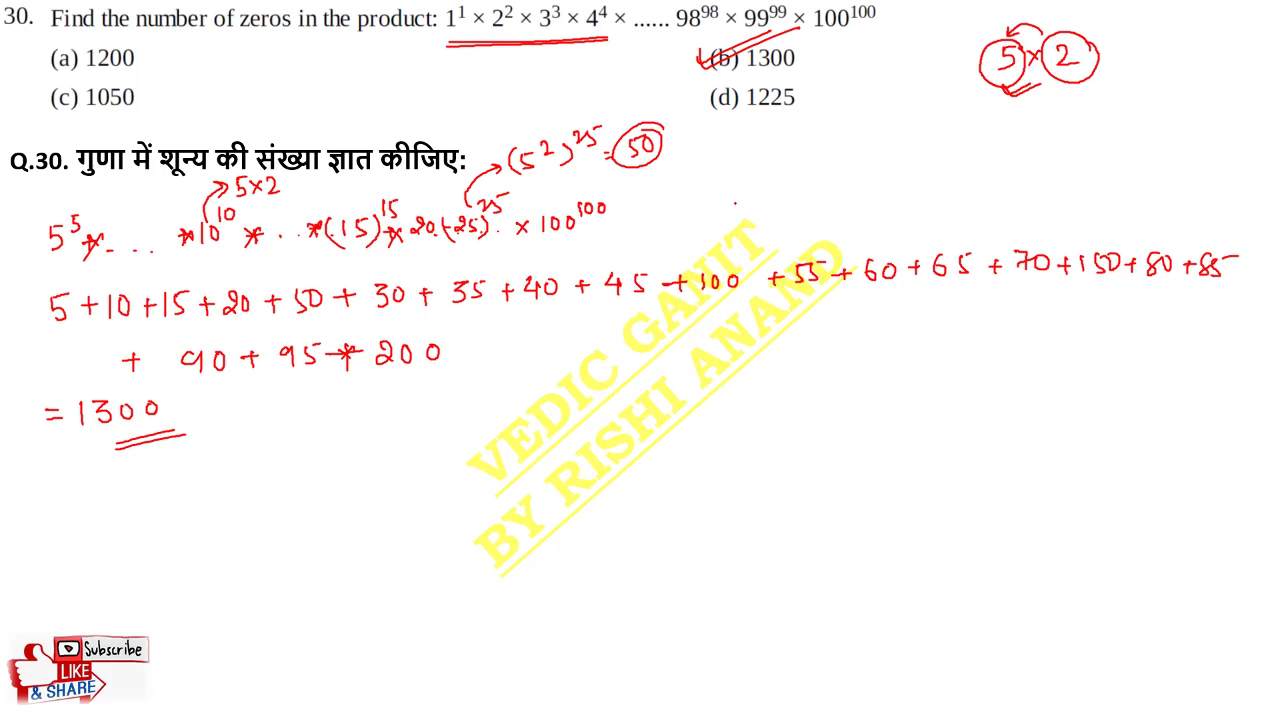 30. Find the number of zeros in the product: 1¹ × 2² × 3³ × 4⁴ × ...... 98⁹⁸ × 99⁹⁹ × 100¹⁰⁰
(a) 1200 (b) 1300
5 × 2
(c) 1050 (d) 1225
Q.30. गुणा में शून्य की संख्या ज्ञात कीजिए:
(5²)²⁵ = 50
5×2
5⁵ × . . . . × 10¹⁰ × . . . × (15)¹⁵ × 20 . (25)²⁵ . × 100¹⁰⁰
5 + 10 + 15 + 20 + 50 + 30 + 35 + 40 + 45 + 100 + 55 + 60 + 65 + 70 + 150 + 80 + 85
+ 90 + 95 + 200
= 1300
VEDIC GANIT
BY RISHI ANAND
Subscribe
LIKE
& SHARE